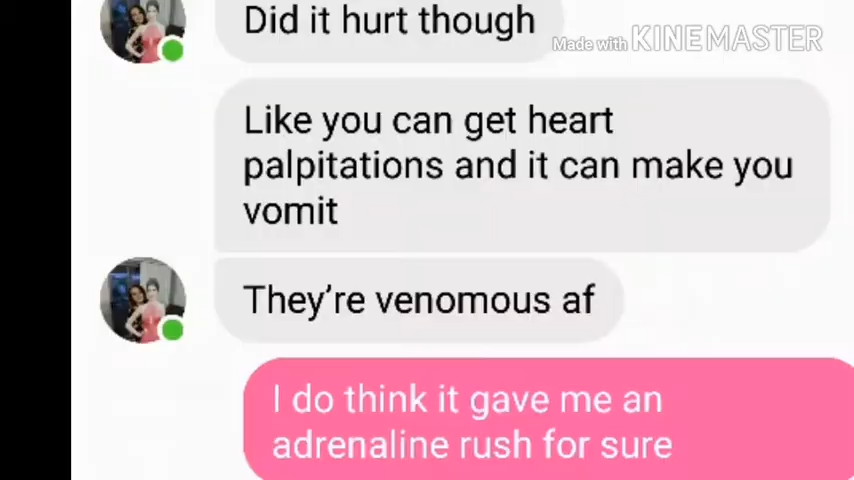 Did it hurt though
Made with KINEMASTER
Like you can get heart
palpitations and it can make you
vomit
They're venomous af
I do think it gave me an
adrenaline rush for sure